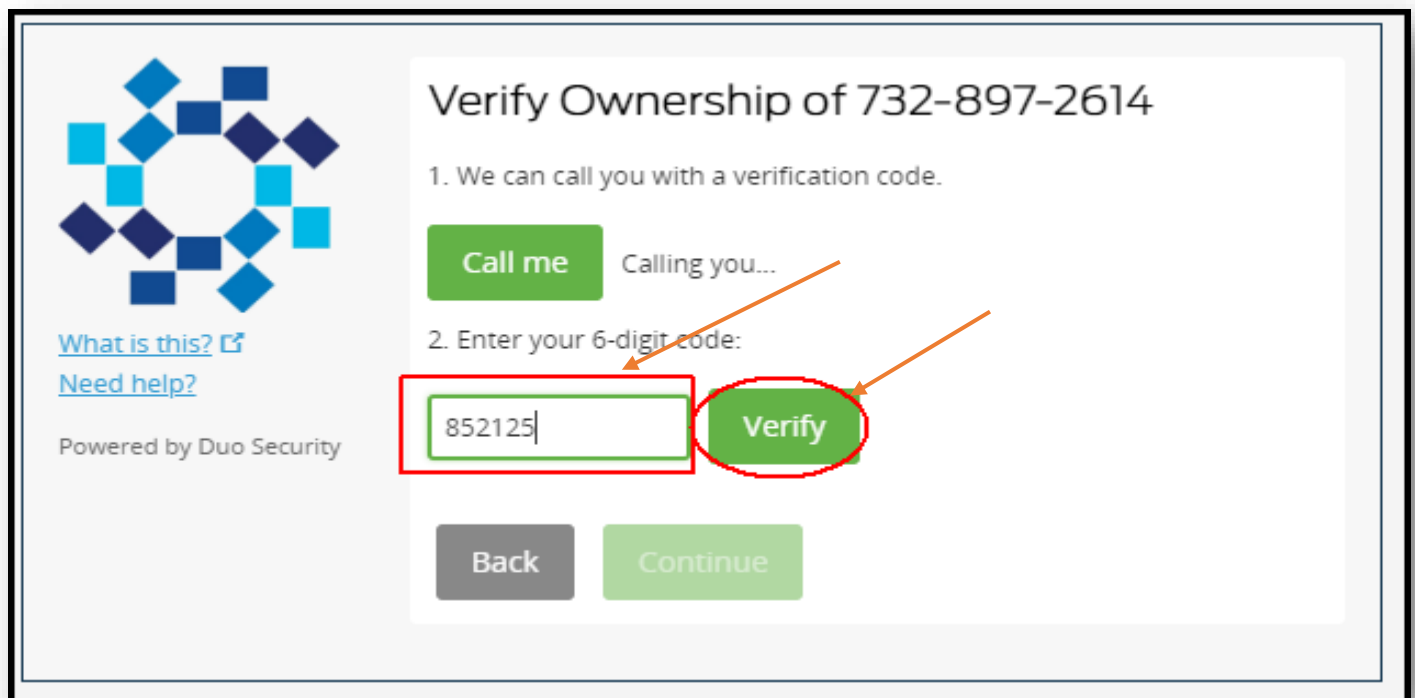 Verify Ownership of 732-897-2614
1. We can call you with a verification code.
Call me Calling you...
2. Enter your 6-digit code:
852125 Verify
Back Continue
What is this?
Need help?
Powered by Duo Security